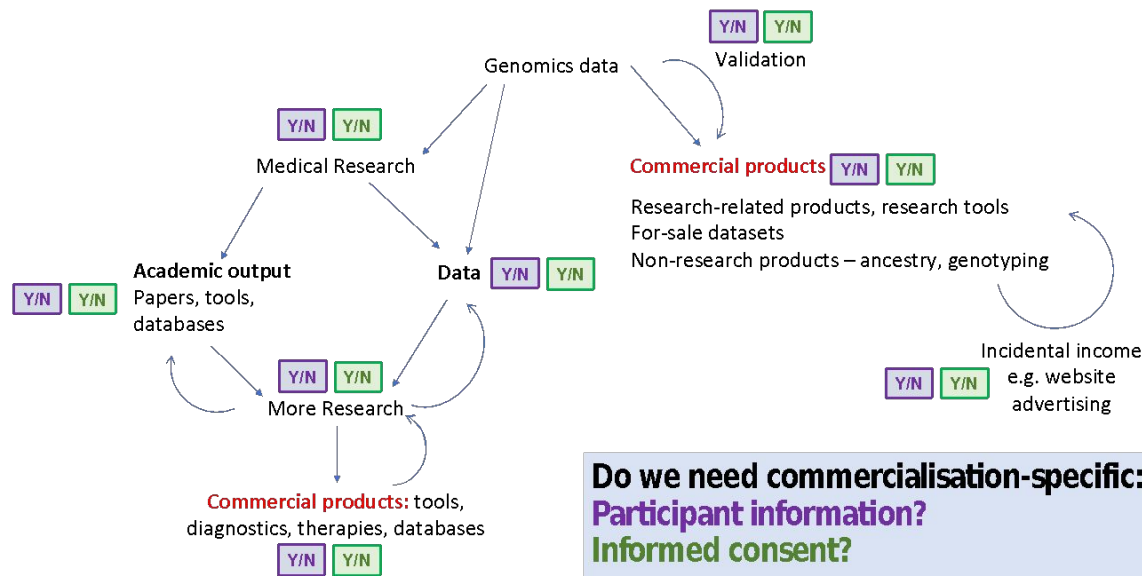 Y/N Y/N
Validation
Genomics data
Y/N Y/N
Medical Research
Commercial products Y/N Y/N
Research-related products, research tools
For-sale datasets
Non-research products – ancestry, genotyping
Academic output
Papers, tools,
databases
Y/N Y/N
Data Y/N Y/N
Y/N Y/N
More Research
Incidental income
e.g. website
advertising
Y/N Y/N
Commercial products: tools,
diagnostics, therapies, databases
Y/N Y/N
Do we need commercialisation-specific:
Participant information?
Informed consent?